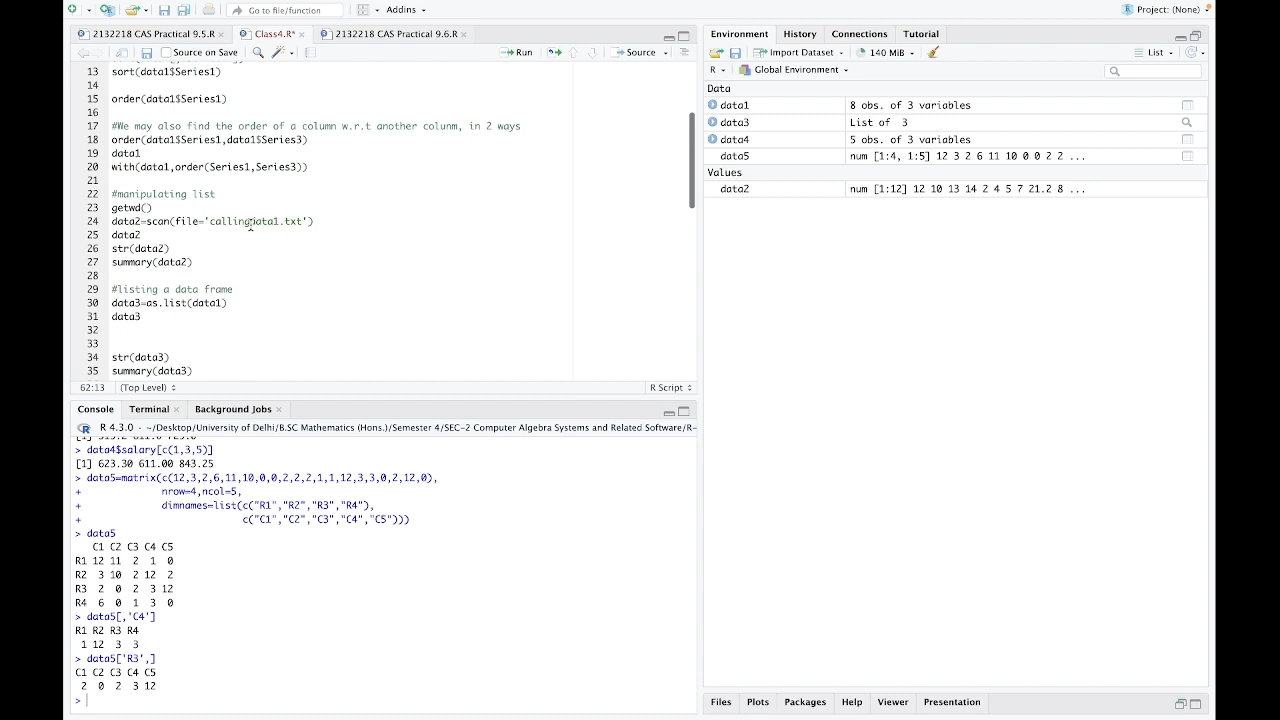 Go to file/function
Addins
Project: (None)
2132218 CAS Practical 9.5.R
Class4.R*
2132218 CAS Practical 9.6.R
Source on Save
Run
Source
13 sort(data1$Series1)
14
15 order(data1$Series1)
16
17 #We may also find the order of a column w.r.t another colunm, in 2 ways
18 order(data1$Series1,data1$Series3)
19 data1
20 with(data1,order(Series1,Series3))
21
22 #manipulating list
23 getwd()
24 data2=scan(file='callingdata1.txt')
25 data2
26 str(data2)
27 summary(data2)
28
29 #listing a data frame
30 data3=as.list(data1)
31 data3
32
33
34 str(data3)
35 summary(data3)
62:13 (Top Level) R Script
Console Terminal Background Jobs
R 4.3.0 · ~/Desktop/University of Delhi/B.SC Mathematics (Hons.)/Semester 4/SEC-2 Computer Algebra Systems and Related Software/R-
> data4$salary[c(1,3,5)]
[1] 623.30 611.00 843.25
> data5=matrix(c(12,3,2,6,11,10,0,0,2,2,2,1,1,12,3,3,0,2,12,0),
+ nrow=4,ncol=5,
+ dimnames=list(c("R1","R2","R3","R4"),
+ c("C1","C2","C3","C4","C5")))
> data5
C1 C2 C3 C4 C5
R1 12 11 2 1 0
R2 3 10 2 12 2
R3 2 0 2 3 12
R4 6 0 1 3 0
> data5[,'C4']
R1 R2 R3 R4
1 12 3 3
> data5['R3',]
C1 C2 C3 C4 C5
2 0 2 3 12
>
Environment History Connections Tutorial
Import Dataset 140 MiB List
R Global Environment
Data
data1 8 obs. of 3 variables
data3 List of 3
data4 5 obs. of 3 variables
data5 num [1:4, 1:5] 12 3 2 6 11 10 0 0 2 2 ...
Values
data2 num [1:12] 12 10 13 14 2 4 5 7 21.2 8 ...
Files Plots Packages Help Viewer Presentation